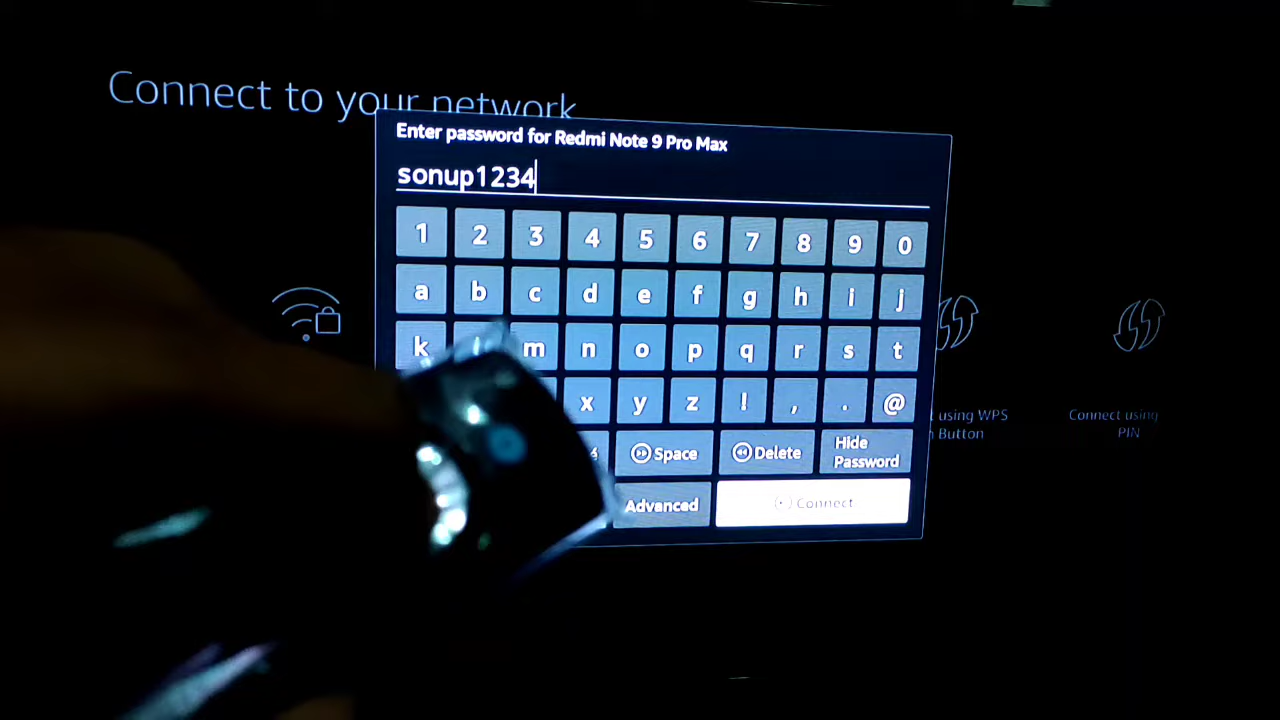 Connect to your network
Enter password for Redmi Note 9 Pro Max
sonup1234
1 2 3 4 5 6 7 8 9 0
a b c d e f g h i j
k l m n o p q r s t
x y z ! , . @
Space Delete Hide Password
Advanced Connect
using WPS
Button
Connect using
PIN